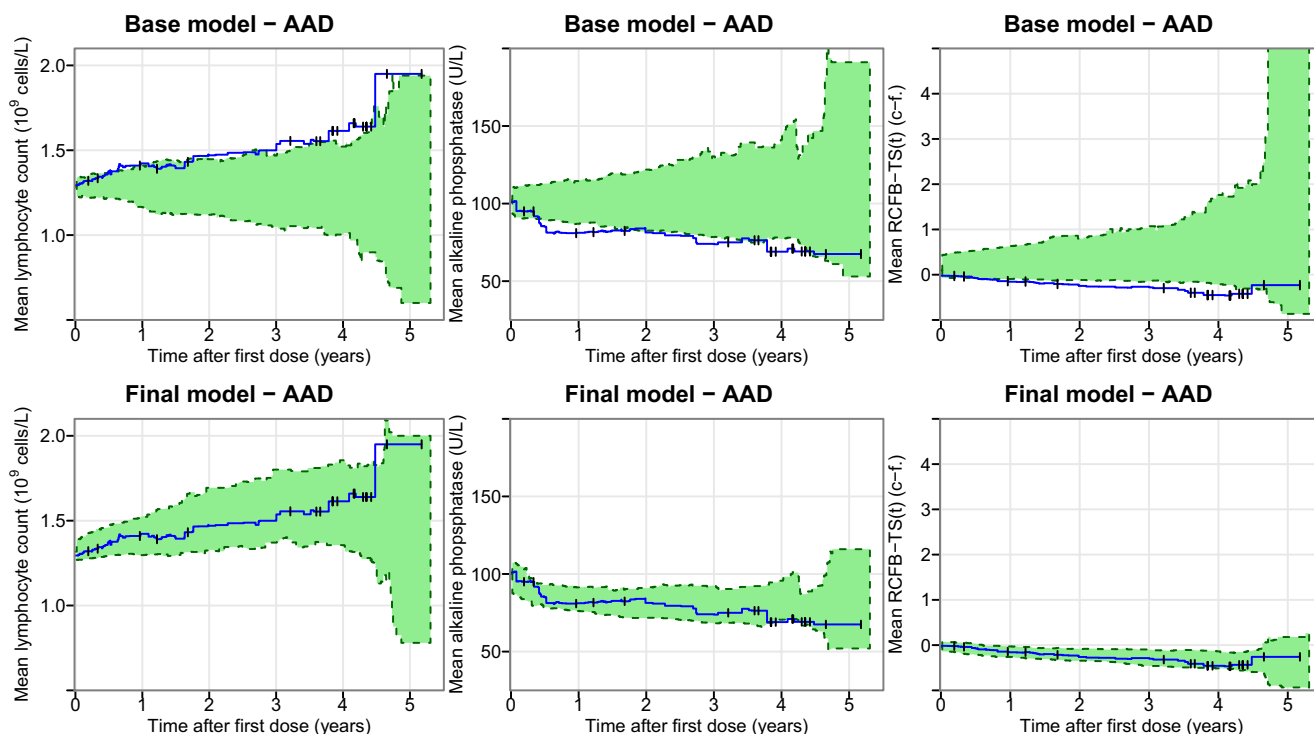 Base model − AAD
Mean lymphocyte count (10⁹ cells/L)
2.0
1.5
1.0
0 1 2 3 4 5
Time after first dose (years)
Base model − AAD
Mean alkaline phopsphatase (U/L)
150
100
50
0 1 2 3 4 5
Time after first dose (years)
Base model − AAD
Mean RCFB−TS(t) (c−f.)
4
3
2
1
0
0 1 2 3 4 5
Time after first dose (years)
Final model − AAD
Mean lymphocyte count (10⁹ cells/L)
2.0
1.5
1.0
0 1 2 3 4 5
Time after first dose (years)
Final model − AAD
Mean alkaline phopsphatase (U/L)
150
100
50
0 1 2 3 4 5
Time after first dose (years)
Final model − AAD
Mean RCFB−TS(t) (c−f.)
4
3
2
1
0
0 1 2 3 4 5
Time after first dose (years)